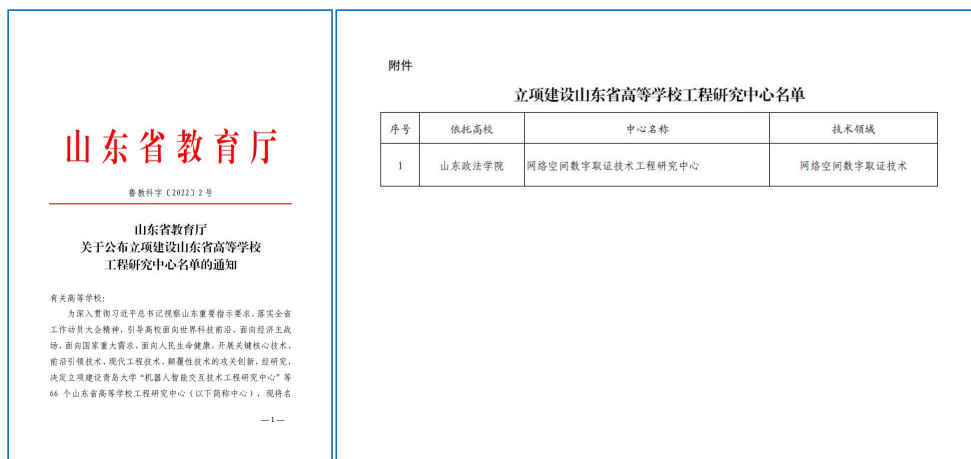 山东省教育厅
鲁教科字〔2022〕2号
山东省教育厅
关于公布立项建设山东省高等学校
工程研究中心名单的通知
有关高等学校：
为深入贯彻习近平总书记视察山东重要指示要求，落实全省
工作动员大会精神，引导高校面向世界科技前沿、面向经济主战
场、面向国家重大需求、面向人民生命健康，开展关键核心技术、
前沿引领技术、现代工程技术、颠覆性技术的攻关创新，经研究，
决定立项建设青岛大学“机器人智能交互技术工程研究中心”等
66 个山东省高等学校工程研究中心（以下简称中心），现将名
—1—
附件
立项建设山东省高等学校工程研究中心名单
序号 依托高校 中心名称 技术领域
1 山东政法学院 网络空间数字取证技术工程研究中心 网络空间数字取证技术